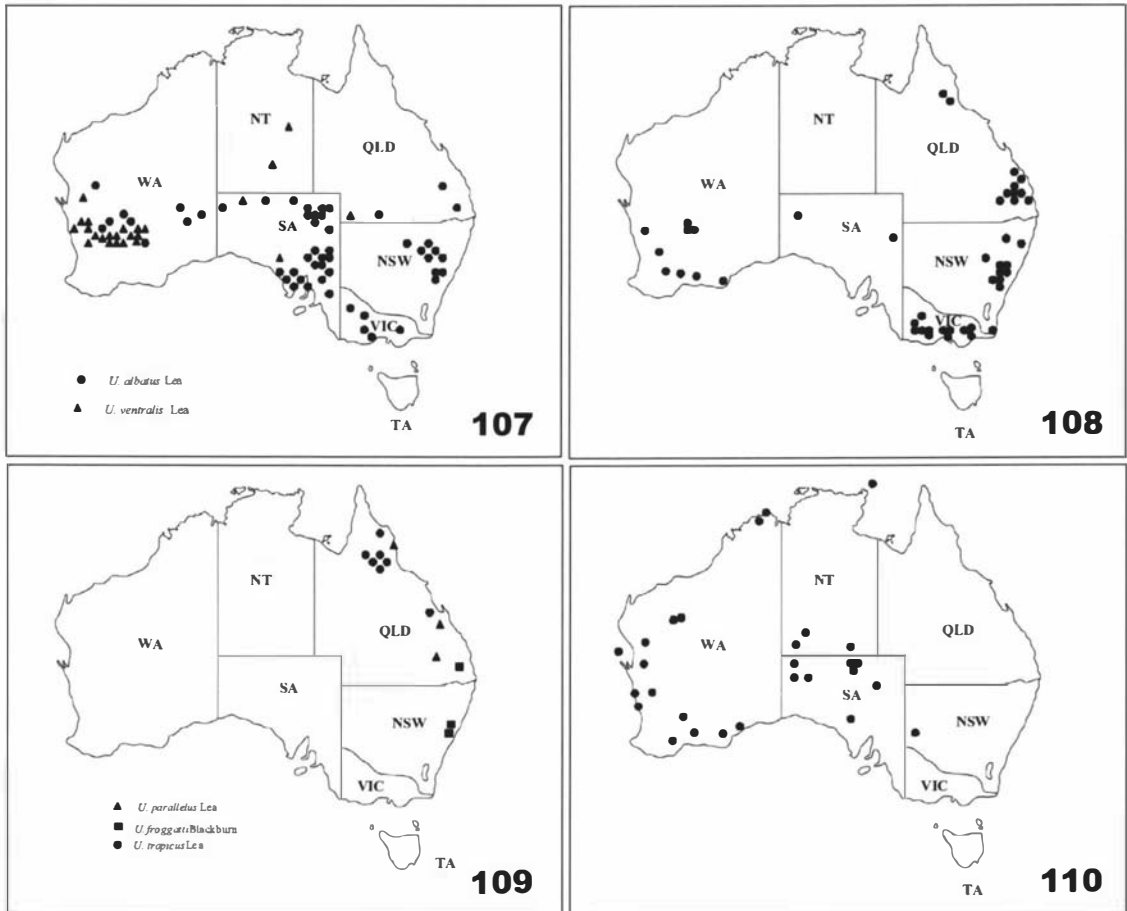 NT
QLD
WA
SA
NSW
VIC
U. albatus Lea
U. ventralis Lea
TA
107
NT
QLD
WA
SA
NSW
VIC
TA
108
NT
WA
QLD
SA
NSW
VIC
U. parallelus Lea
U. froggatti Blackburn
U. tropicus Lea
TA
109
NT
WA
QLD
SA
NSW
VIC
TA
110